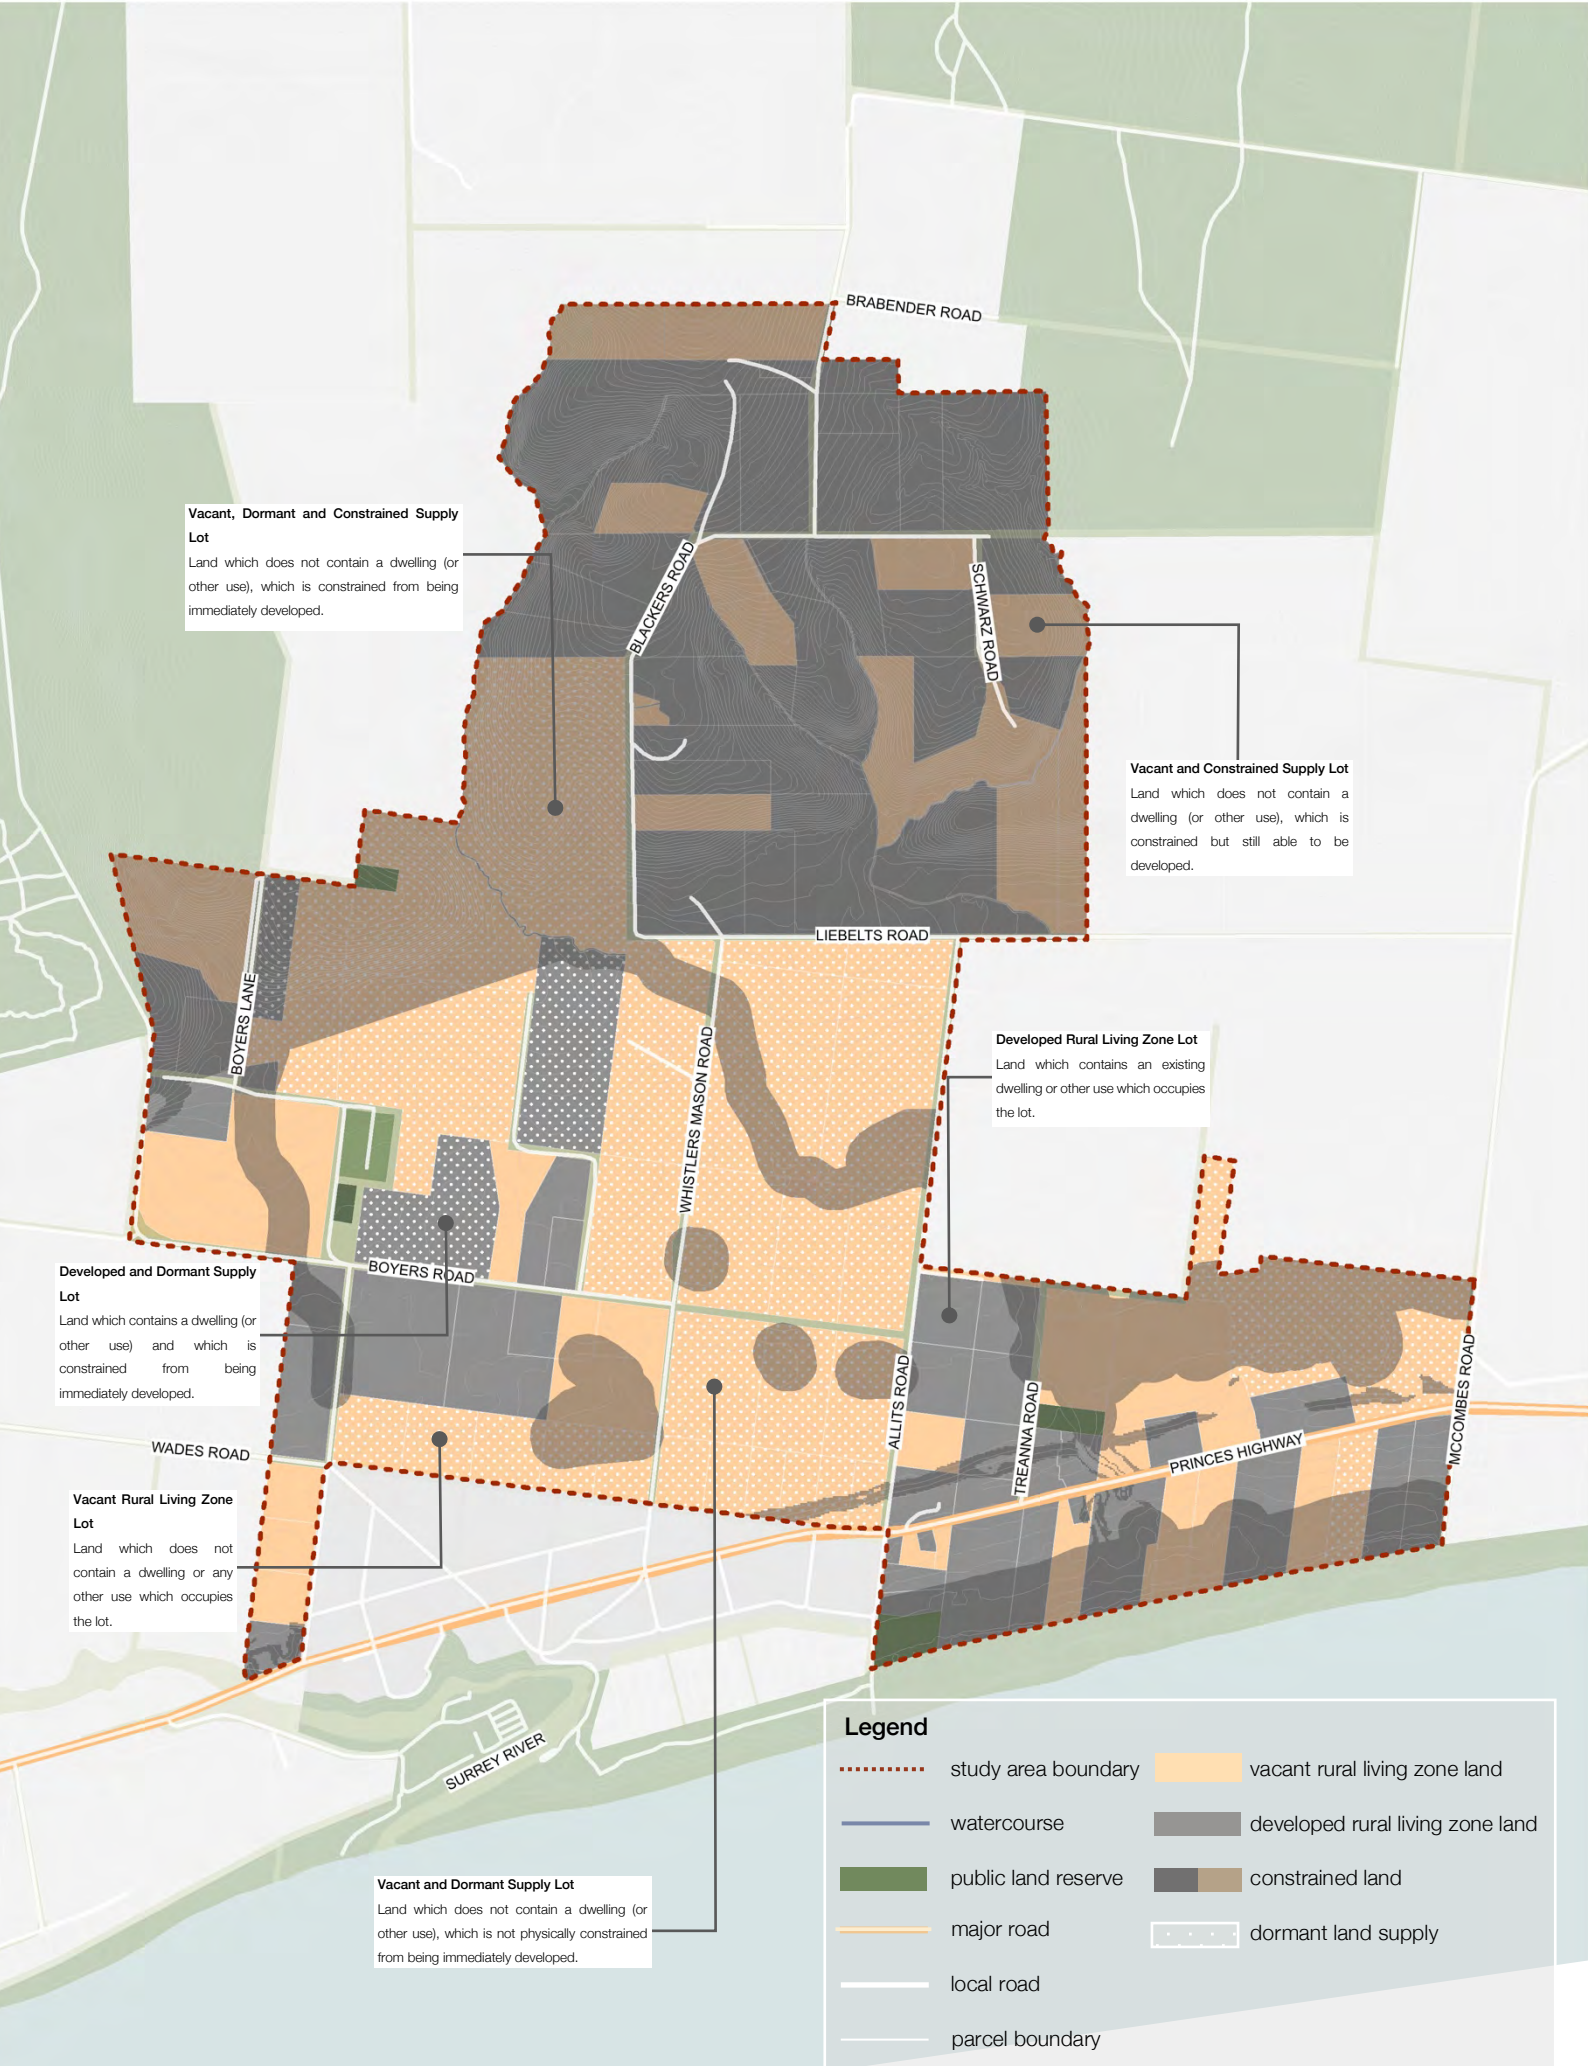 BRABENDER ROAD
Vacant, Dormant and Constrained Supply
Lot
Land which does not contain a dwelling (or
other use), which is constrained from being
immediately developed.
BLACKERS ROAD
SCHWARZ ROAD
Vacant and Constrained Supply Lot
Land which does not contain a
dwelling (or other use), which is
constrained but still able to be
developed.
LIEBELTS ROAD
BOYERS LANE
WHISTLERS MASON ROAD
Developed Rural Living Zone Lot
Land which contains an existing
dwelling or other use which occupies
the lot.
Developed and Dormant Supply
Lot
Land which contains a dwelling (or
other use) and which is
constrained from being
immediately developed.
BOYERS ROAD
ALLITS ROAD
TREANNA ROAD
MCCOMBES ROAD
PRINCES HIGHWAY
WADES ROAD
Vacant Rural Living Zone
Lot
Land which does not
contain a dwelling or any
other use which occupies
the lot.
SURREY RIVER
Vacant and Dormant Supply Lot
Land which does not contain a dwelling (or
other use), which is not physically constrained
from being immediately developed.
Legend
study area boundary
watercourse
public land reserve
major road
local road
parcel boundary
vacant rural living zone land
developed rural living zone land
constrained land
dormant land supply